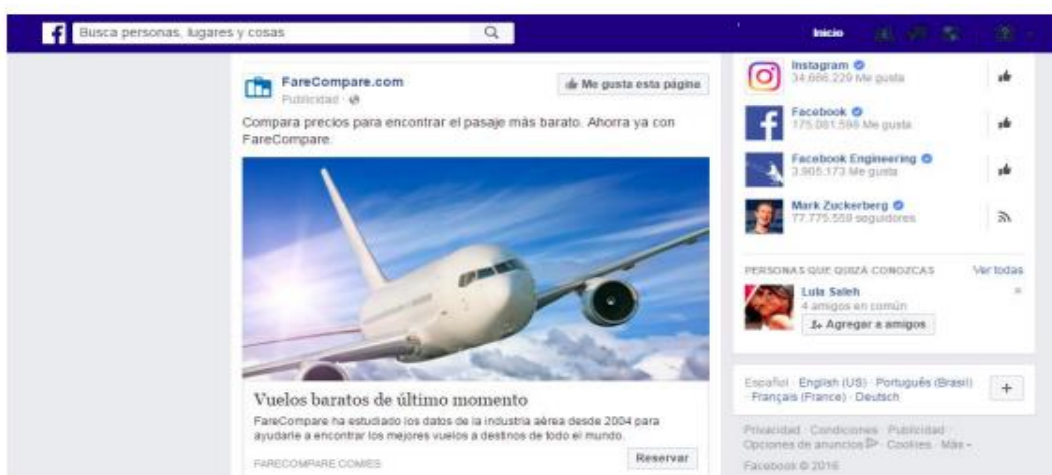 Busca personas, lugares y cosas
Inicio
FareCompare.com
Publicidad
Me gusta esta página
Compara precios para encontrar el pasaje más barato. Ahorra ya con
FareCompare.
Vuelos baratos de último momento
FareCompare ha estudiado los datos de la industria aérea desde 2004 para
ayudarle a encontrar los mejores vuelos a destinos de todo el mundo.
FARECOMPARE.COM/ES
Reservar
Instagram
34.666.229 Me gusta
Facebook
175.081.598 Me gusta
Facebook Engineering
3.905.173 Me gusta
Mark Zuckerberg
77.775.559 seguidores
PERSONAS QUE QUIZÁ CONOZCAS
Ver todas
Lula Saleh
4 amigos en común
Agregar a amigos
Español · English (US) · Português (Brasil)
· Français (France) · Deutsch
Privacidad · Condiciones · Publicidad ·
Opciones de anuncios · Cookies · Más
Facebook © 2016